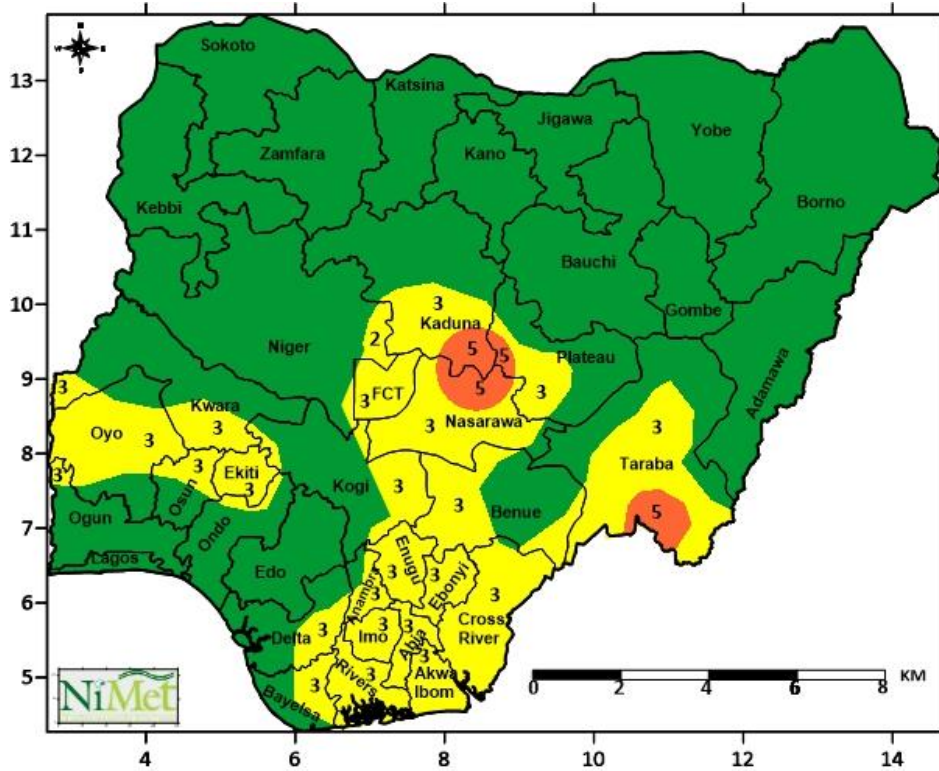 N
W E
S
Sokoto
13
Katsina
Jigawa
Yobe
12
Zamfara
Kano
Borno
Kebbi
11
Bauchi
10
3
Kaduna
Gombe
2
5
5
Niger
Plateau
9
3
FCT
5
3
3
Adamawa
Kwara
3
3
Nasarawa
3
Oyo
3
8
3
Taraba
3
Ekiti
3
Kogi
3
3
Osun
Benue
5
7
Ogun
Ondo
Lagos
Enugu
Edo
3
3
Ebonyi
6
Anambra
3
3
Cross
River
Delta
3
3
Imo
3
Abia
3
5
3
Rivers
3
Akwa
Ibom
Bayelsa
NiMet
KM
0 2 4 6 8
4 6 8 10 12 14